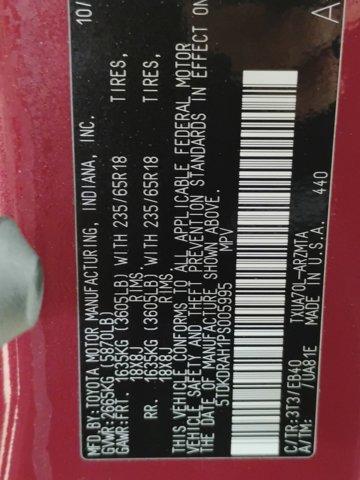 MFD. BY: TOYOTA MOTOR MANUFACTURING, INDIANA, INC. 10/
GVWR: 2665KG (5870LB)
GAWR: FRT. 1635KG (3605LB) WITH 235/65R18 TIRES,
18X8J RIMS,
RR. 1635KG (3605LB) WITH 235/65R18 TIRES,
18X8J RIMS,
THIS VEHICLE CONFORMS TO ALL APPLICABLE FEDERAL MOTOR
VEHICLE SAFETY AND THEFT PREVENTION STANDARDS IN EFFECT ON
THE DATE OF MANUFACTURE SHOWN ABOVE.
MPV
C/TR: 3T3/EB40 TXUA70L-ARZMTA A
A/TM: /UA81E MADE IN U.S.A.
440